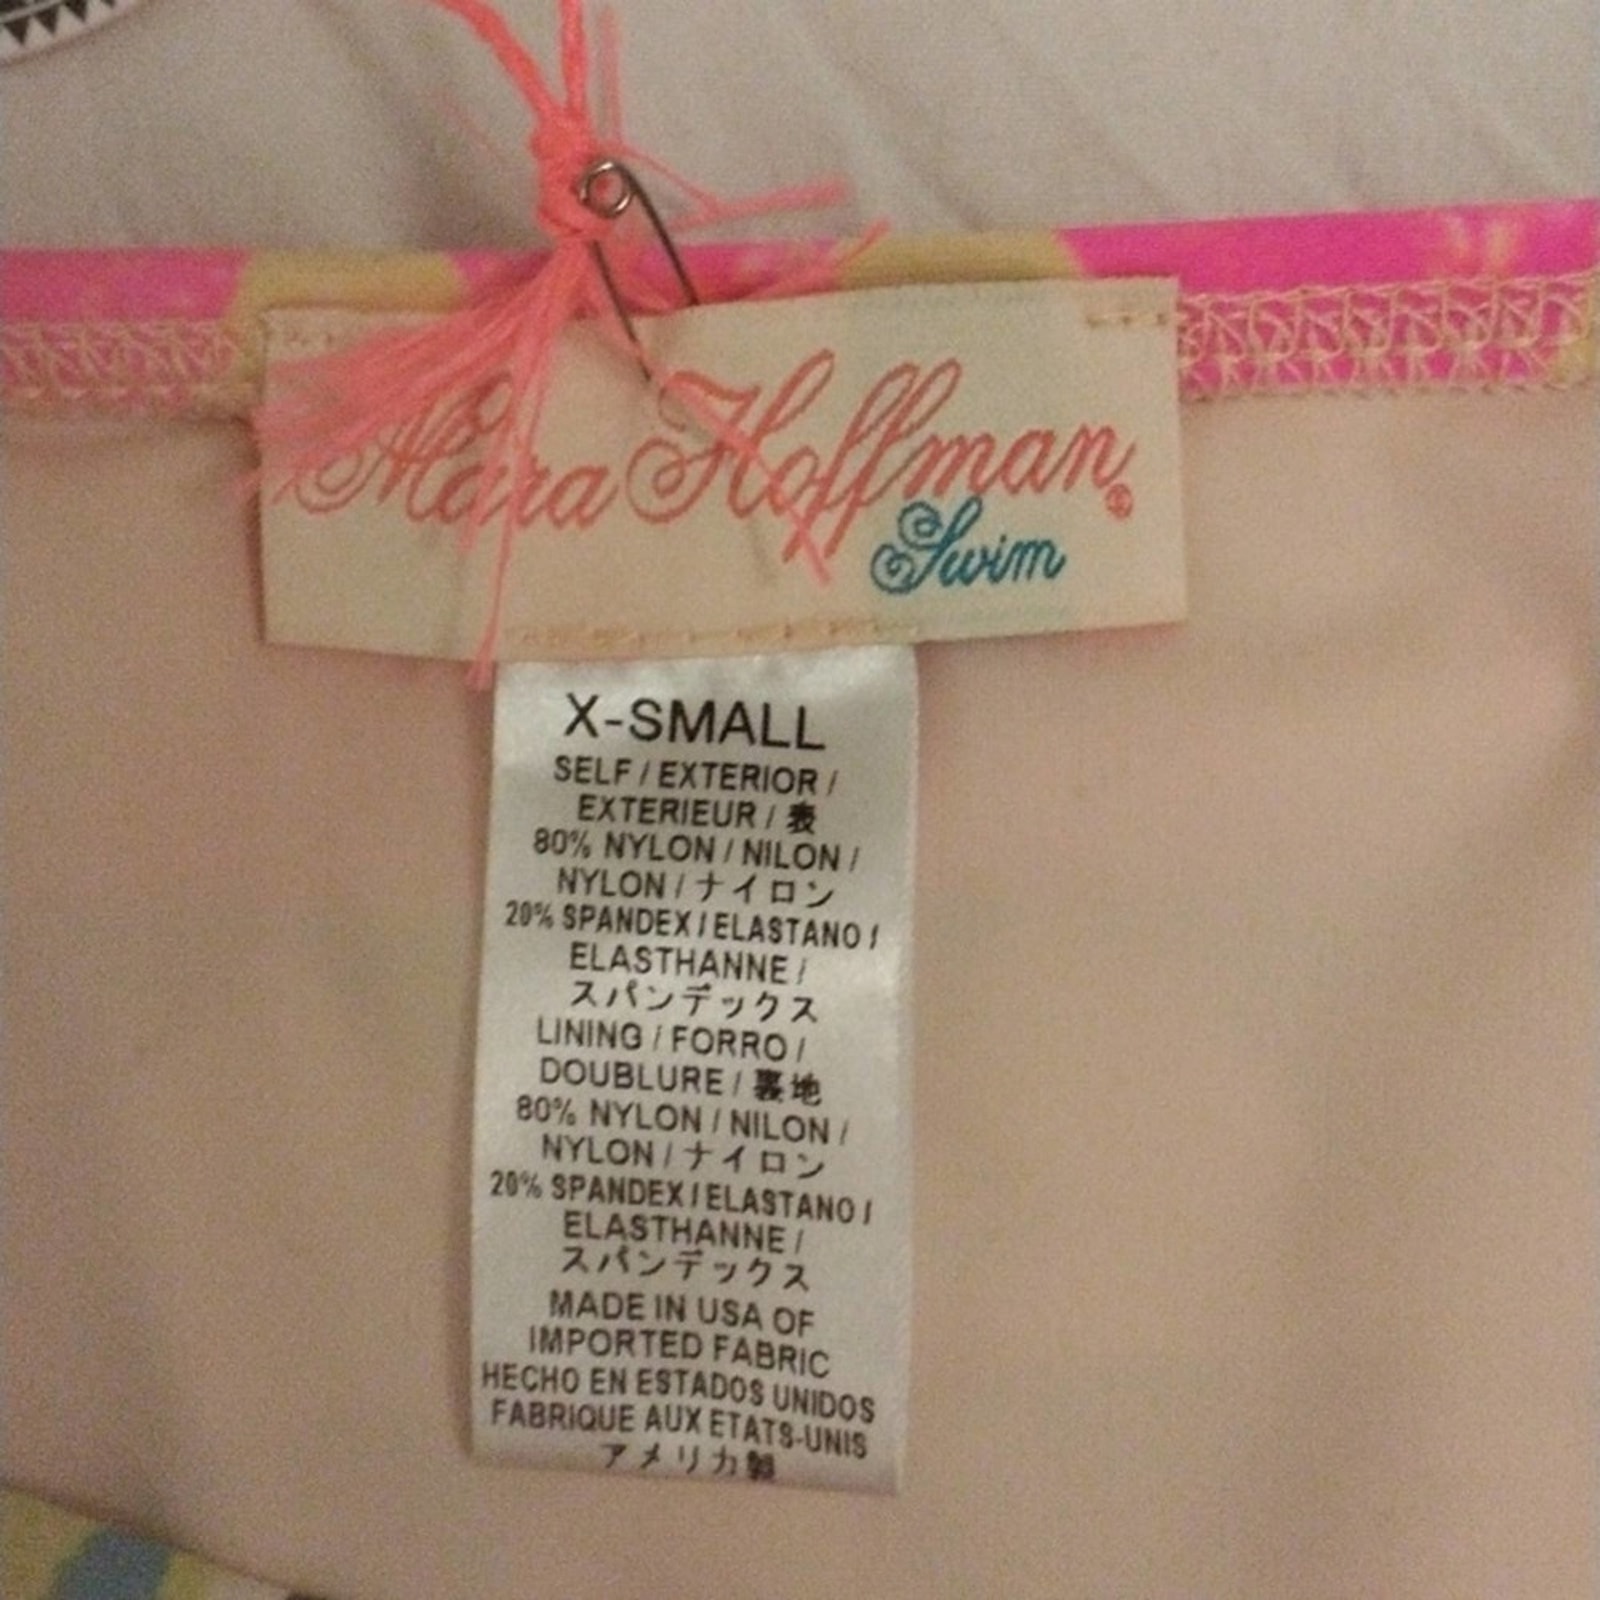 Mara Hoffman®
Swim
X-SMALL
SELF / EXTERIOR /
EXTERIEUR / 表
80% NYLON / NILON /
NYLON / ナイロン
20% SPANDEX / ELASTANO /
ELASTHANNE /
スパンデックス
LINING / FORRO /
DOUBLURE / 裏地
80% NYLON / NILON /
NYLON / ナイロン
20% SPANDEX / ELASTANO /
ELASTHANNE /
スパンデックス
MADE IN USA OF
IMPORTED FABRIC
HECHO EN ESTADOS UNIDOS
FABRIQUE AUX ETATS-UNIS
アメリカ製